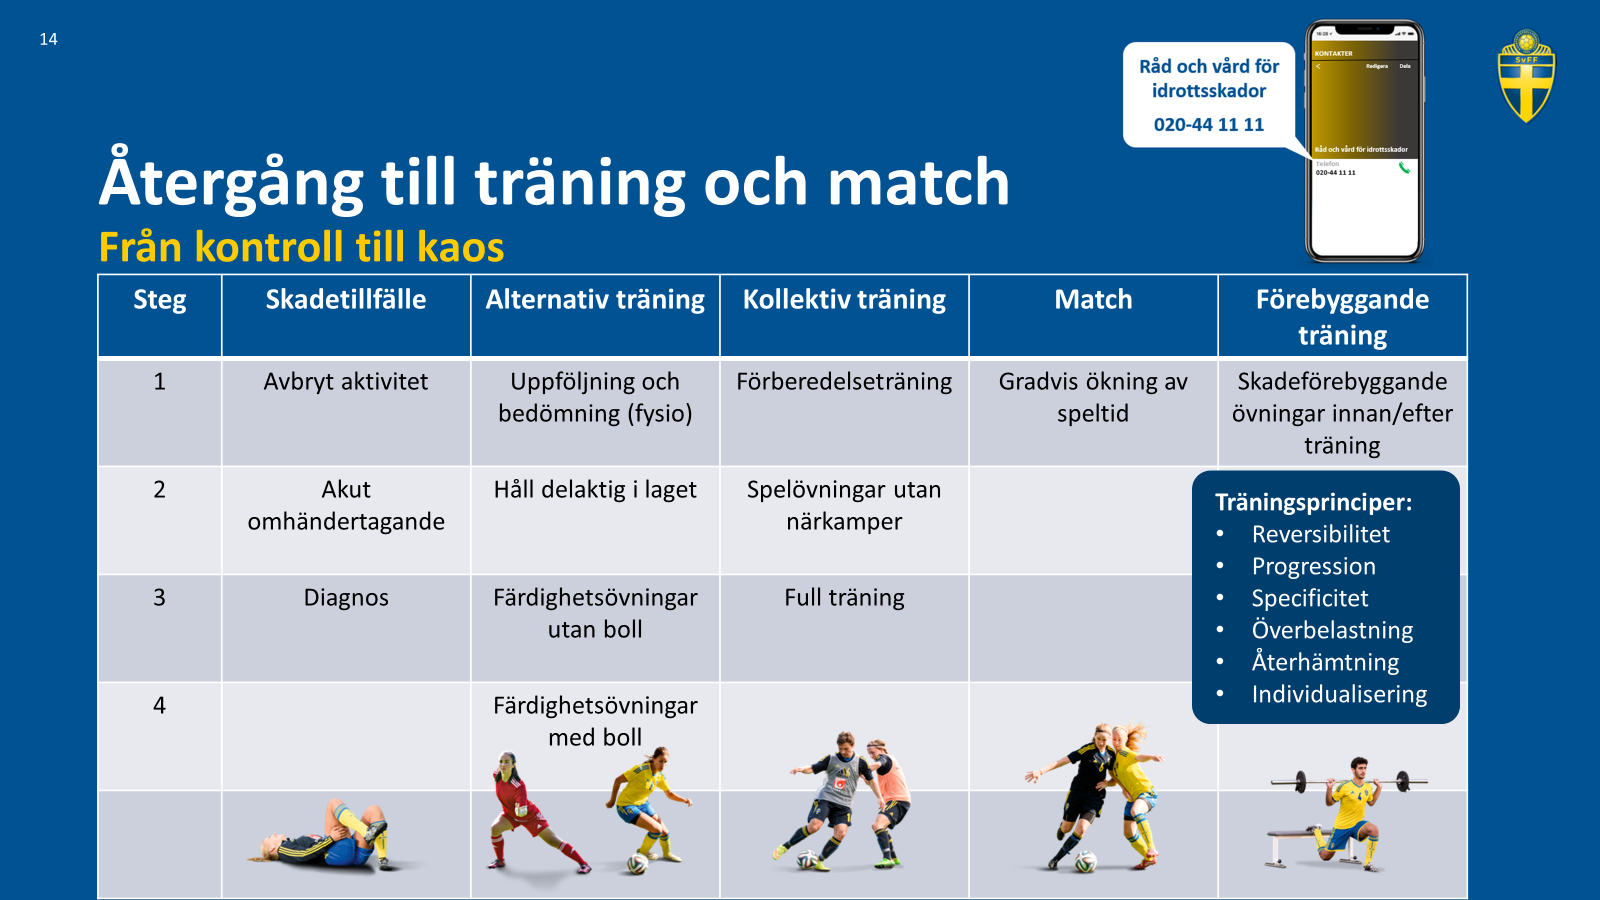 14
Råd och vård för
idrottsskador
020-44 11 11
16:28
KONTAKTER
<
Redigera Dela
Råd och vård för idrottsskador
Telefon
020-44 11 11
SvFF
Återgång till träning och match
Från kontroll till kaos
Steg Skadetillfälle Alternativ träning Kollektiv träning Match Förebyggande
träning
1 Avbryt aktivitet Uppföljning och Förberedelseträning Gradvis ökning av Skadeförebyggande
bedömning (fysio) speltid övningar innan/efter
träning
2 Akut Håll delaktig i laget Spelövningar utan
omhändertagande närkamper
3 Diagnos Färdighetsövningar Full träning
utan boll
4 Färdighetsövningar
med boll
Träningsprinciper:
• Reversibilitet
• Progression
• Specificitet
• Överbelastning
• Återhämtning
• Individualisering